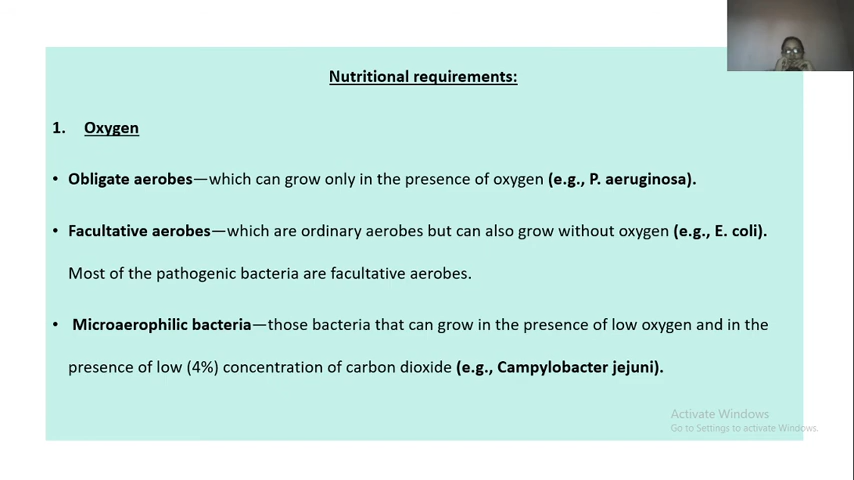 Nutritional requirements:
1. Oxygen
• Obligate aerobes—which can grow only in the presence of oxygen (e.g., P. aeruginosa).
• Facultative aerobes—which are ordinary aerobes but can also grow without oxygen (e.g., E. coli).
Most of the pathogenic bacteria are facultative aerobes.
• Microaerophilic bacteria—those bacteria that can grow in the presence of low oxygen and in the
presence of low (4%) concentration of carbon dioxide (e.g., Campylobacter jejuni).
Activate Windows
Go to Settings to activate Windows.